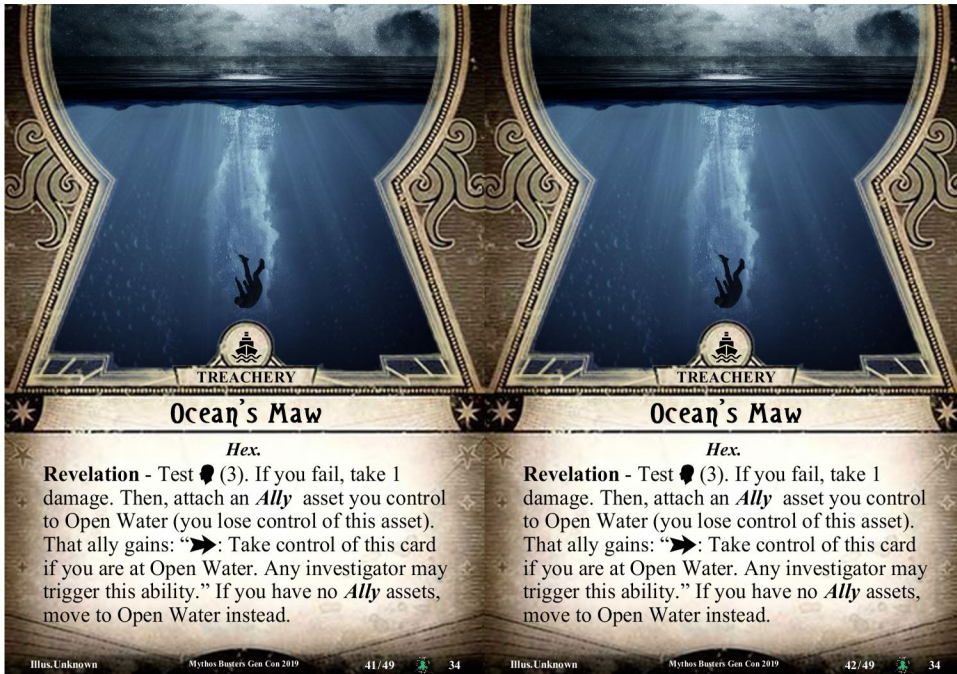 TREACHERY
Ocean's Maw
Hex.
Revelation - Test (3). If you fail, take 1
damage. Then, attach an Ally asset you control
to Open Water (you lose control of this asset).
That ally gains: “: Take control of this card
if you are at Open Water. Any investigator may
trigger this ability.” If you have no Ally assets,
move to Open Water instead.
Illus.Unknown Mythos Busters Gen Con 2019 41/49 34
TREACHERY
Ocean's Maw
Hex.
Revelation - Test (3). If you fail, take 1
damage. Then, attach an Ally asset you control
to Open Water (you lose control of this asset).
That ally gains: “: Take control of this card
if you are at Open Water. Any investigator may
trigger this ability.” If you have no Ally assets,
move to Open Water instead.
Illus.Unknown Mythos Busters Gen Con 2019 42/49 34